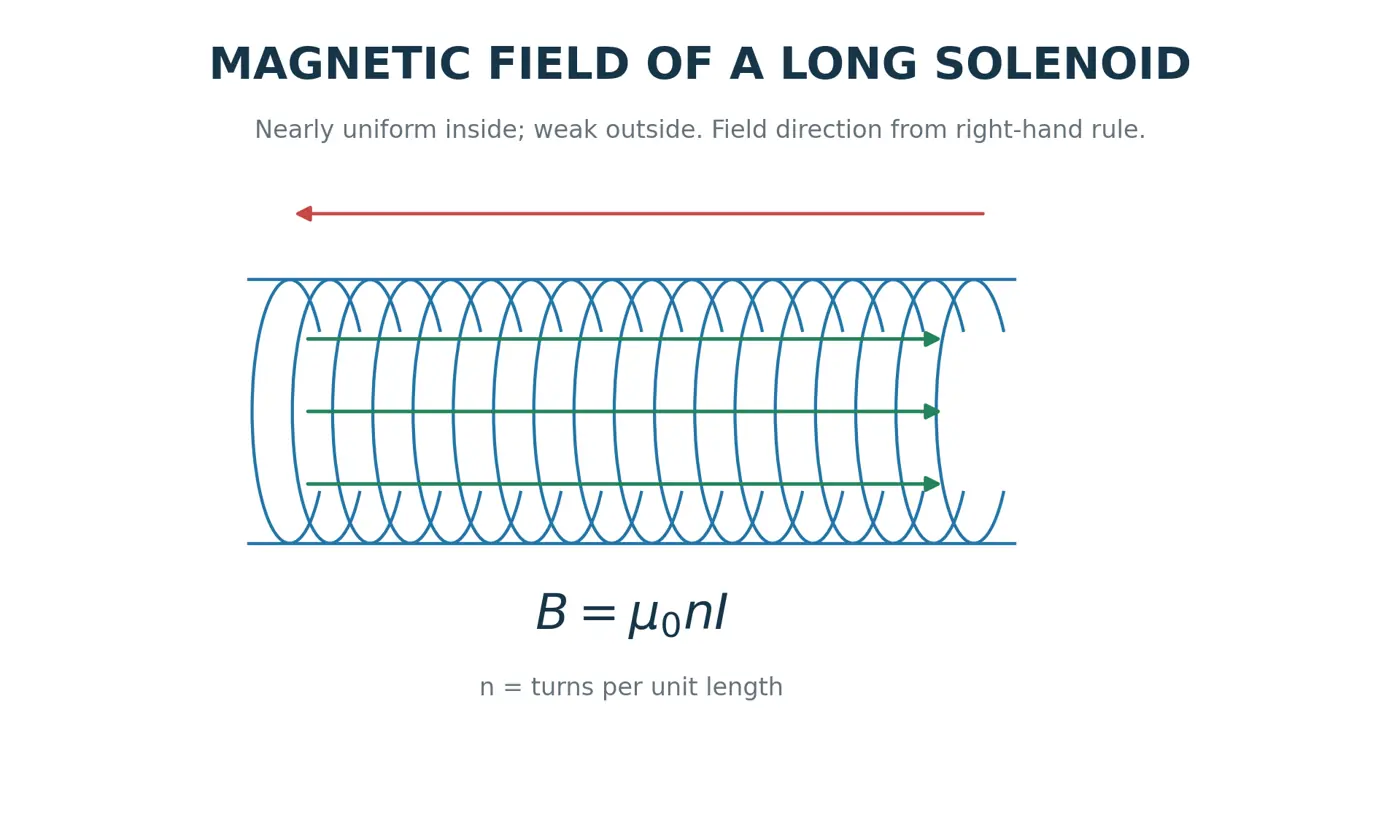 MAGNETIC FIELD OF A LONG SOLENOID
Nearly uniform inside; weak outside. Field direction from right-hand rule.
B = μ₀nI
n = turns per unit length